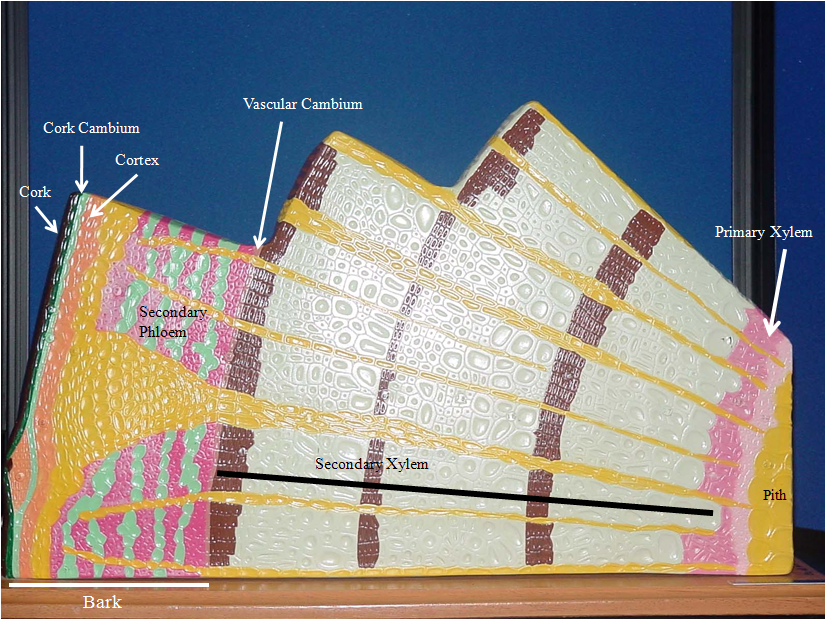 Vascular Cambium
Cork Cambium
Cortex
Cork
Primary Xylem
Secondary
Phloem
Secondary Xylem
Pith
Bark